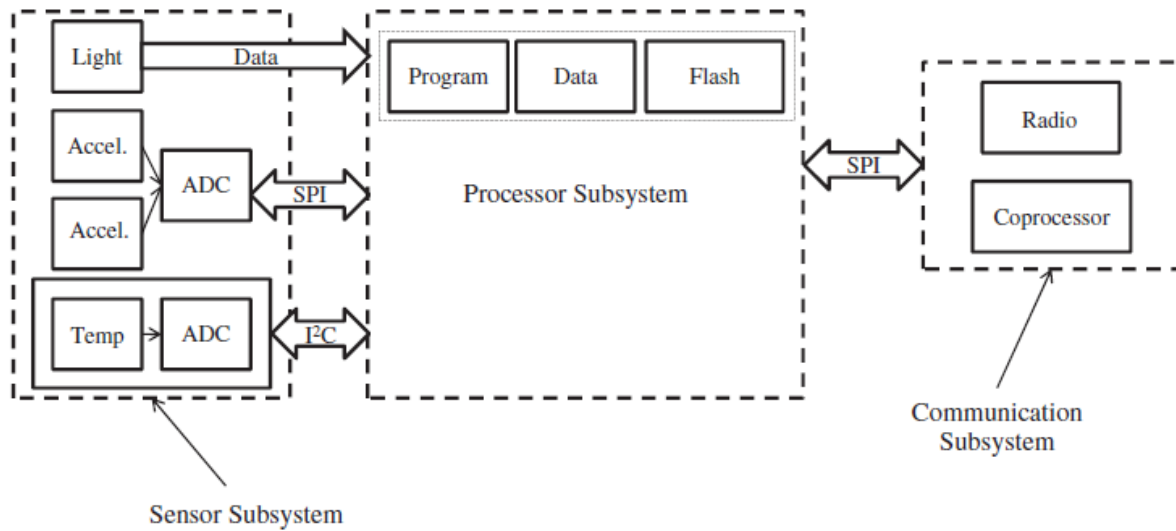 Light
Data
Program
Data
Flash
Radio
Accel.
ADC
SPI
Processor Subsystem
SPI
Accel.
Coprocessor
Temp
ADC
I²C
Communication
Subsystem
Sensor Subsystem